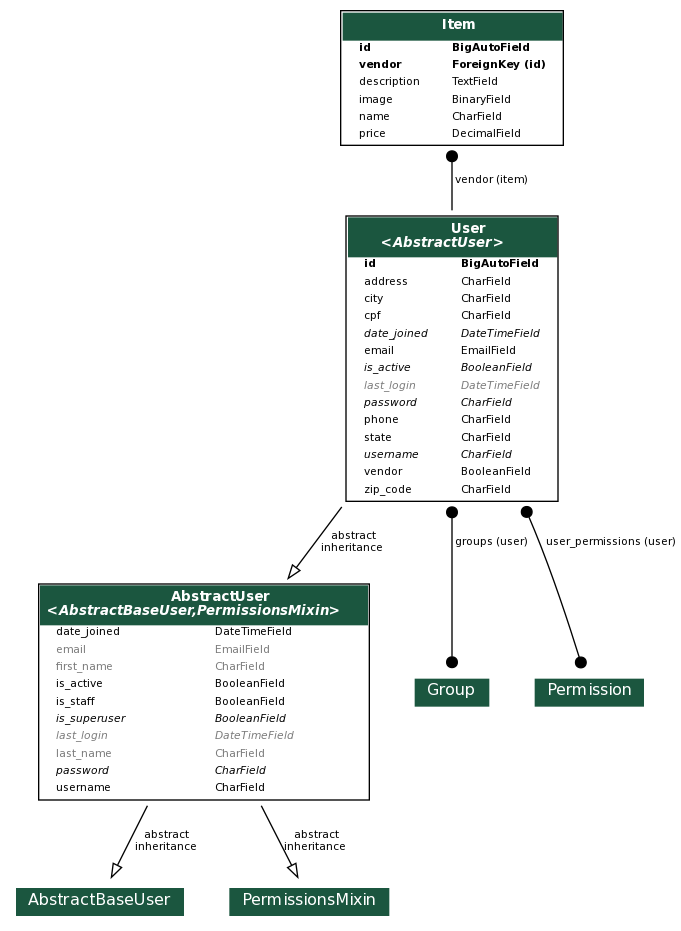 Item
id BigAutoField
vendor ForeignKey (id)
description TextField
image BinaryField
name CharField
price DecimalField
vendor (item)
User
<AbstractUser>
id BigAutoField
address CharField
city CharField
cpf CharField
date_joined DateTimeField
email EmailField
is_active BooleanField
last_login DateTimeField
password CharField
phone CharField
state CharField
username CharField
vendor BooleanField
zip_code CharField
abstract
inheritance
groups (user)
user_permissions (user)
AbstractUser
<AbstractBaseUser,PermissionsMixin>
date_joined DateTimeField
email EmailField
first_name CharField
is_active BooleanField
is_staff BooleanField
is_superuser BooleanField
last_login DateTimeField
last_name CharField
password CharField
username CharField
Group
Permission
abstract
inheritance
abstract
inheritance
AbstractBaseUser
PermissionsMixin